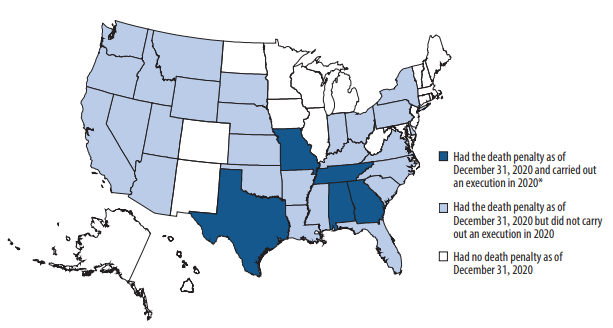 Had the death penalty as of
December 31, 2020 and carried out
an execution in 2020*
Had the death penalty as of
December 31, 2020 but did not carry
out an execution in 2020
Had no death penalty as of
December 31, 2020